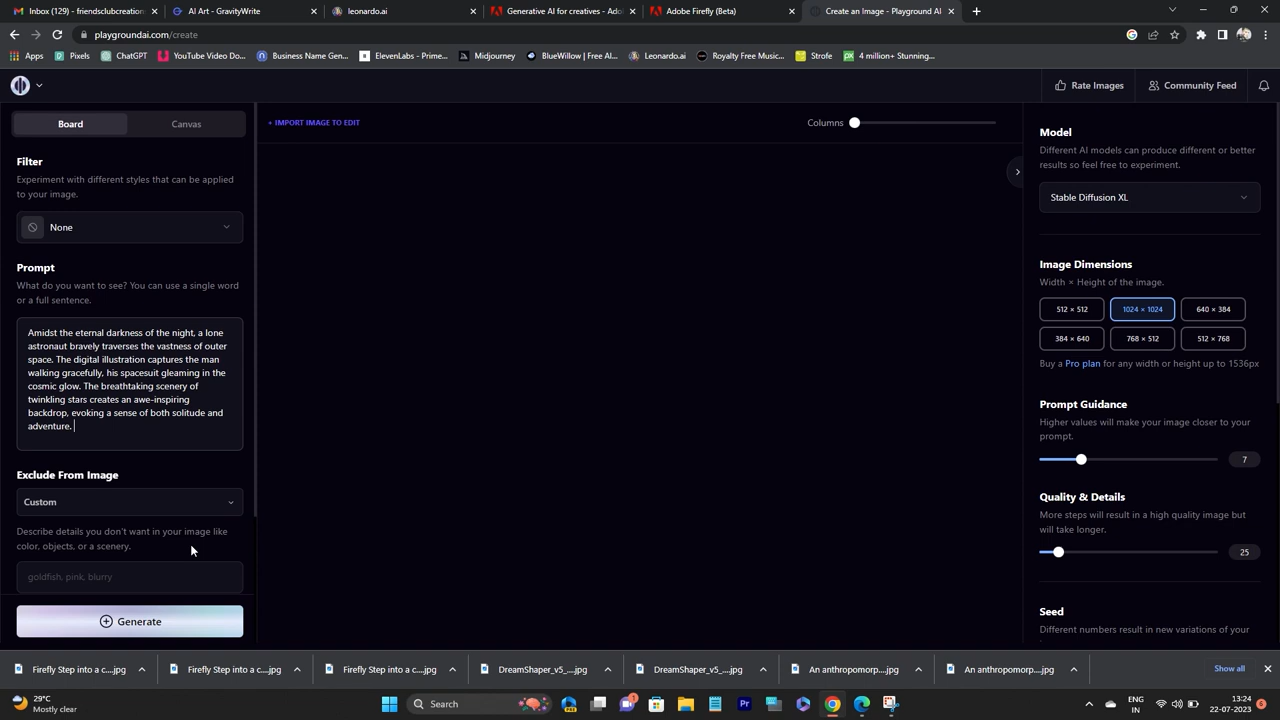 Inbox (129) - friendsclubcreation
AI Art - GravityWrite
leonardo.ai
Generative AI for creatives - Adob
Adobe Firefly (Beta)
Create an Image - Playground AI
playgroundai.com/create
Apps
Pixels
ChatGPT
YouTube Video Do...
Business Name Gen...
ElevenLabs - Prime...
Midjourney
BlueWillow | Free AI...
Leonardo.ai
Royalty Free Music...
Strofe
4 million+ Stunning...
Rate Images
Community Feed
Board
Canvas
+ IMPORT IMAGE TO EDIT
Columns
Filter
Experiment with different styles that can be applied
to your image.
None
Prompt
What do you want to see? You can use a single word
or a full sentence.
Amidst the eternal darkness of the night, a lone
astronaut bravely traverses the vastness of outer
space. The digital illustration captures the man
walking gracefully, his spacesuit gleaming in the
cosmic glow. The breathtaking scenery of
twinkling stars creates an awe-inspiring
backdrop, evoking a sense of both solitude and
adventure.
Exclude From Image
Custom
Describe details you don't want in your image like
color, objects, or a scenery.
goldfish, pink, blurry
Generate
Model
Different AI models can produce different or better
results so feel free to experiment.
Stable Diffusion XL
Image Dimensions
Width × Height of the image.
512 × 512
1024 × 1024
640 × 384
384 × 640
768 × 512
512 × 768
Buy a Pro plan for any width or height up to 1536px
Prompt Guidance
Higher values will make your image closer to your
prompt.
7
Quality & Details
More steps will result in a high quality image but
will take longer.
25
Seed
Different numbers result in new variations of your
Firefly Step into a c....jpg
Firefly Step into a c....jpg
Firefly Step into a c....jpg
DreamShaper_v5_....jpg
DreamShaper_v5_....jpg
An anthropomorp....jpg
An anthropomorp....jpg
Show all
29°C
Mostly clear
Search
ENG
IN
13:24
22-07-2023